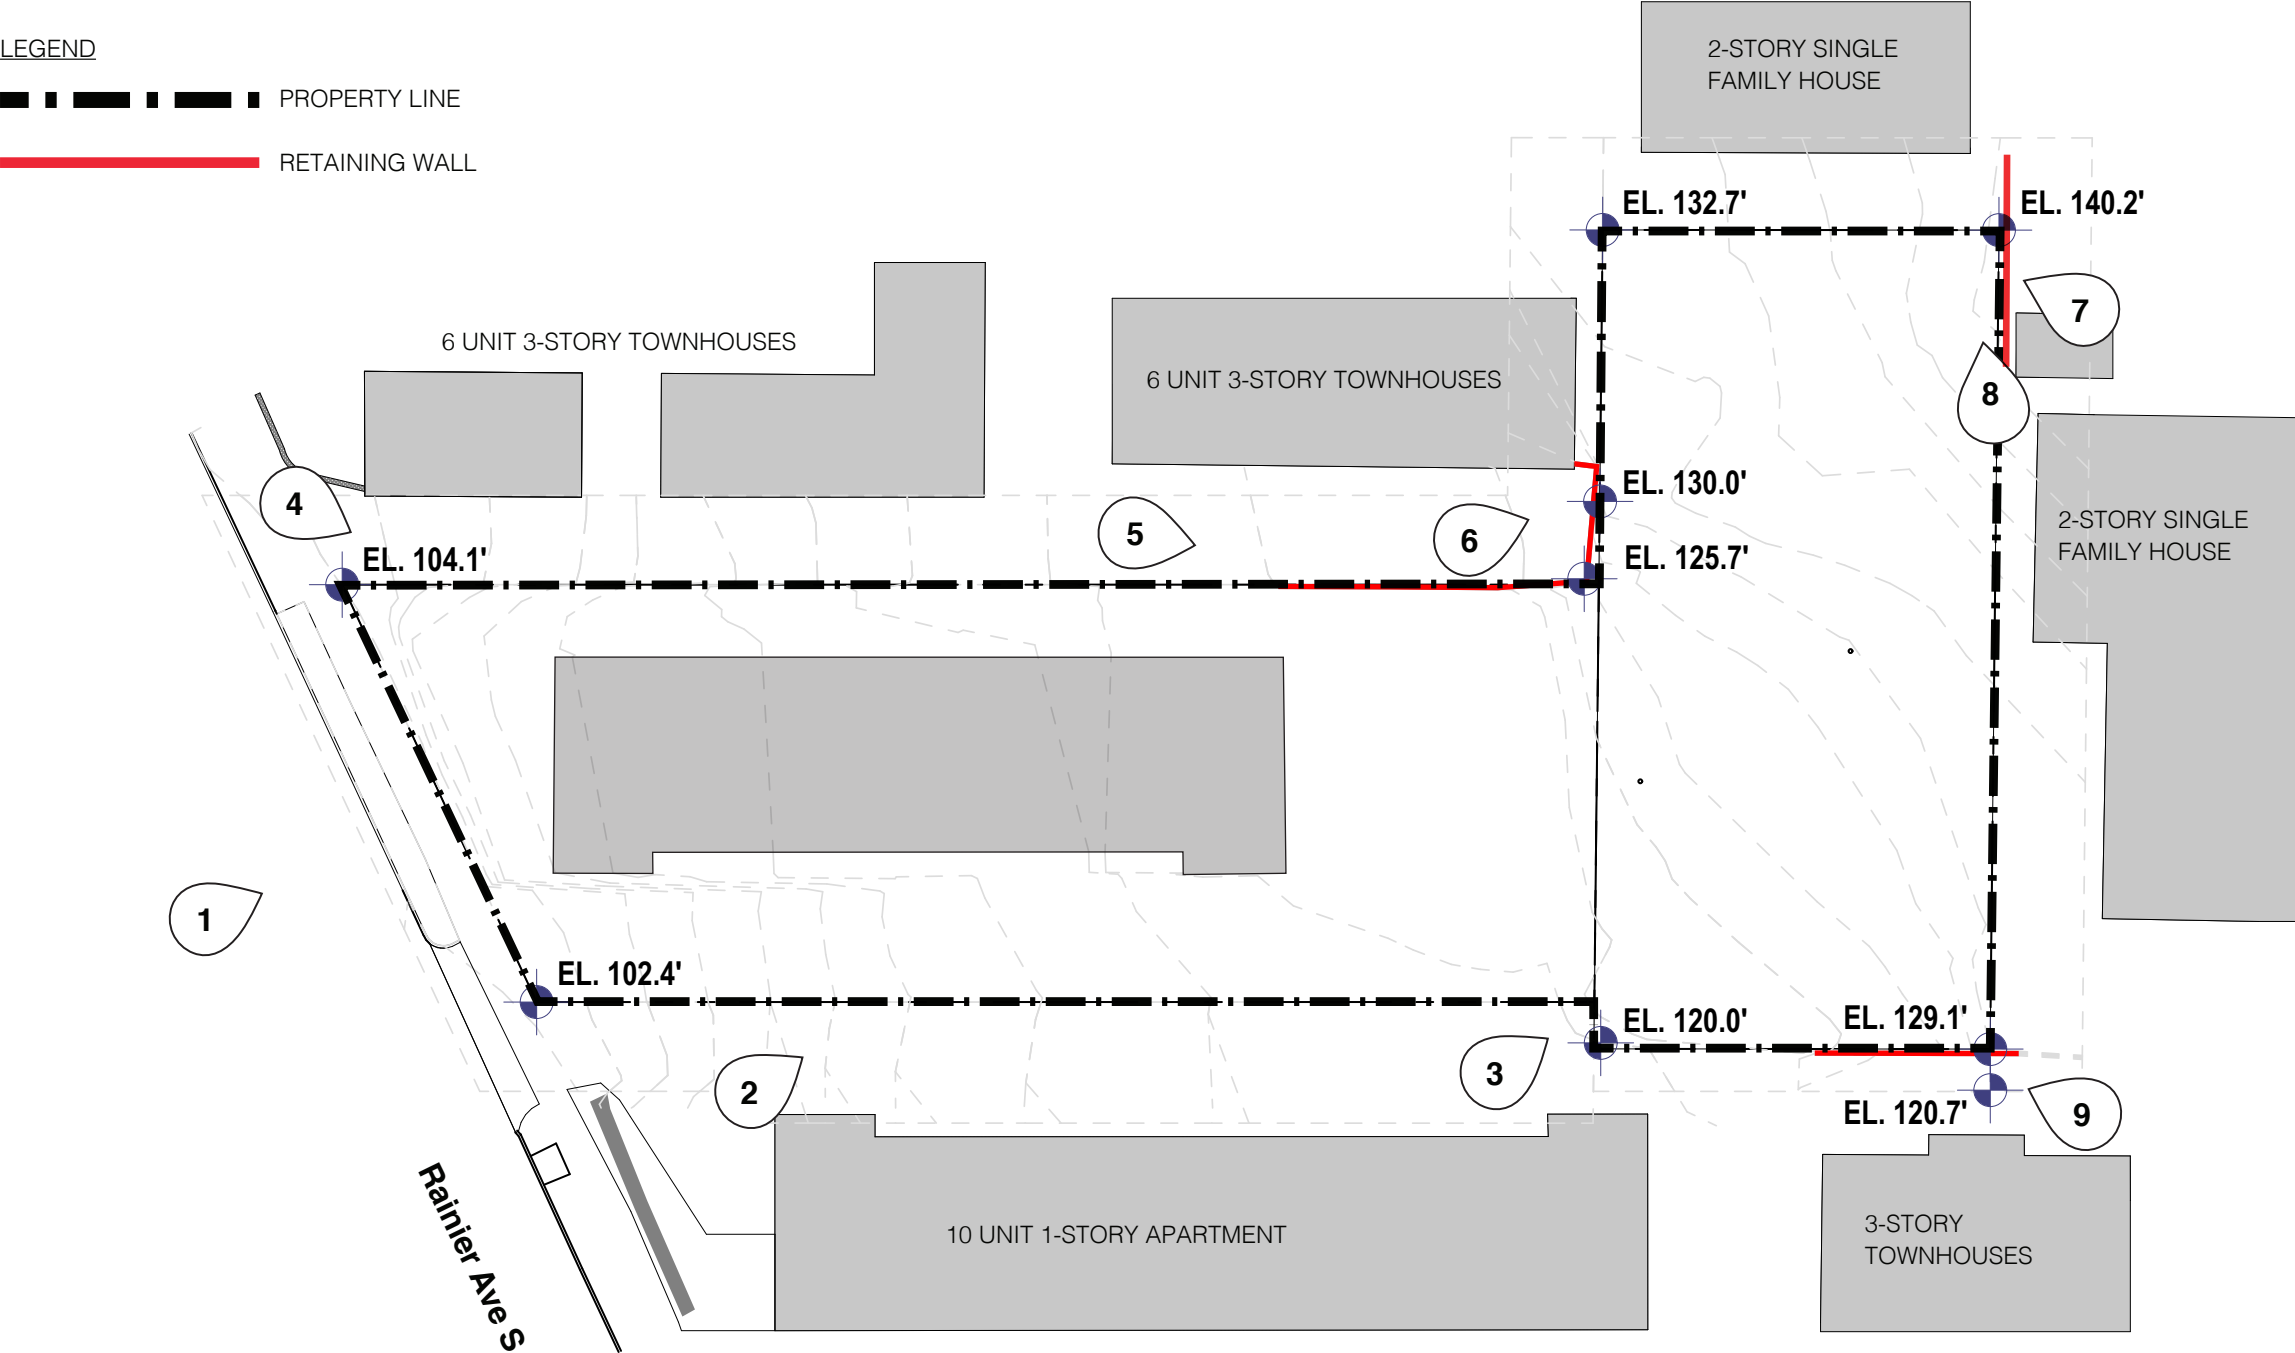 LEGEND
PROPERTY LINE
RETAINING WALL
2-STORY SINGLE
FAMILY HOUSE
EL. 132.7'
EL. 140.2'
7
6 UNIT 3-STORY TOWNHOUSES
6 UNIT 3-STORY TOWNHOUSES
8
4
EL. 130.0'
5
6
2-STORY SINGLE
FAMILY HOUSE
EL. 104.1'
EL. 125.7'
1
EL. 102.4'
EL. 120.0'
EL. 129.1'
2
3
EL. 120.7'
9
Rainier Ave S
10 UNIT 1-STORY APARTMENT
3-STORY
TOWNHOUSES